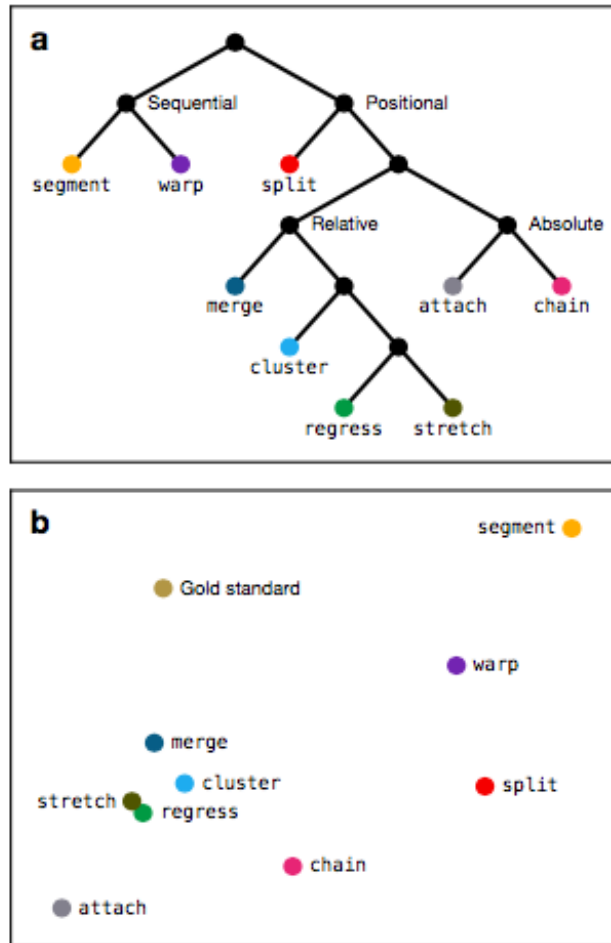 a
Sequential Positional
segment warp split
Relative Absolute
merge attach chain
cluster
regress stretch
b
segment
Gold standard
warp
merge
cluster split
stretch
regress
chain
attach